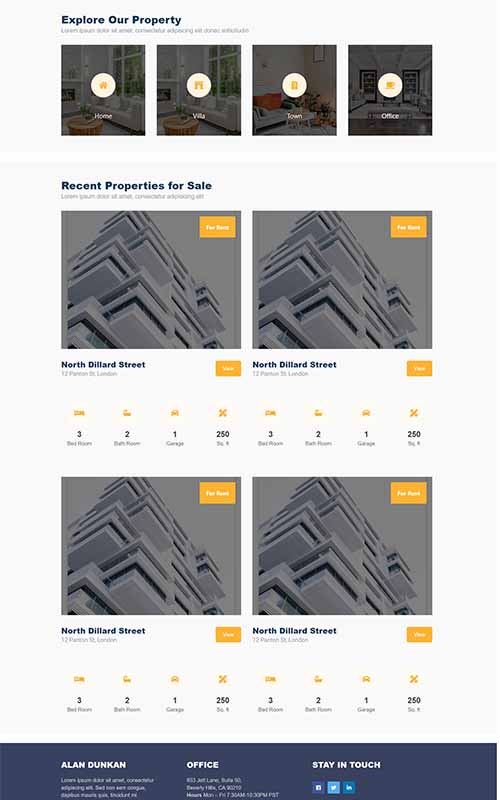 Explore Our Property
Lorem ipsum dolor sit amet, consectetur adipisicing elit donec sollicitudin
Home
Villa
Town
Office
Recent Properties for Sale
Lorem ipsum dolor sit amet, consectetur adipiscing elit
For Rent
For Rent
North Dillard Street
12 Panton St, London
View
North Dillard Street
12 Panton St, London
View
3
Bed Room
2
Bath Room
1
Garage
250
Sq. ft
3
Bed Room
2
Bath Room
1
Garage
250
Sq. ft
For Rent
For Rent
North Dillard Street
12 Panton St, London
View
North Dillard Street
12 Panton St, London
View
3
Bed Room
2
Bath Room
1
Garage
250
Sq. ft
3
Bed Room
2
Bath Room
1
Garage
250
Sq. ft
ALAN DUNKAN
Lorem ipsum dolor sit amet, consectetur
adipiscing elit. Sed sem congue,
dapibus mauris quis, tincidunt mi
OFFICE
853 Jett Lane, Suite 50,
Beverly Hills, CA 90210
Hours Mon – Fri 7:30AM-10:30PM PST
STAY IN TOUCH